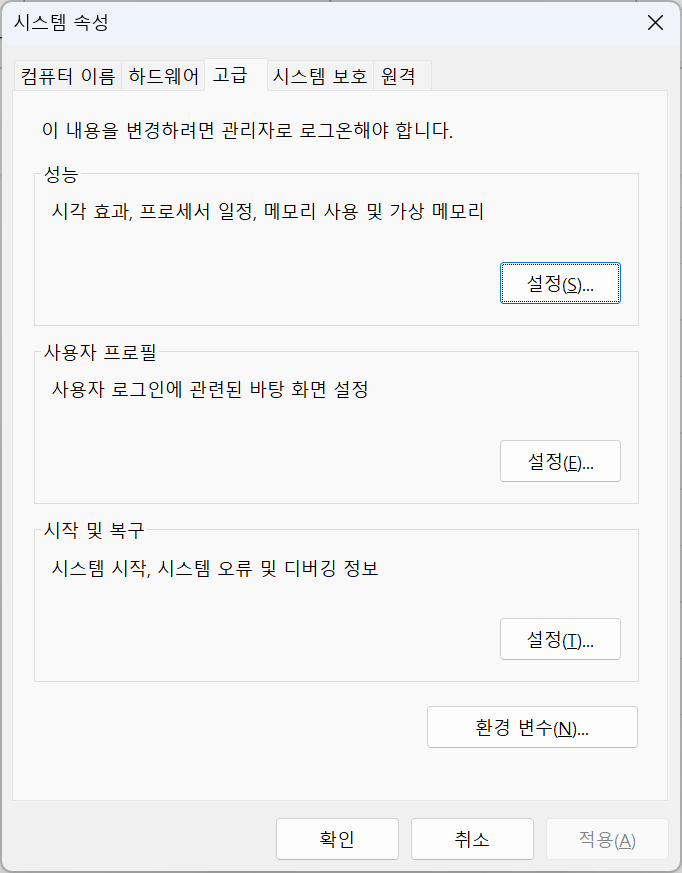 시스템 속성
컴퓨터 이름 하드웨어 고급 시스템 보호 원격
이 내용을 변경하려면 관리자로 로그온해야 합니다.
성능
시각 효과, 프로세서 일정, 메모리 사용 및 가상 메모리
설정(S)...
사용자 프로필
사용자 로그인에 관련된 바탕 화면 설정
설정(E)...
시작 및 복구
시스템 시작, 시스템 오류 및 디버깅 정보
설정(T)...
환경 변수(N)...
확인 취소 적용(A)